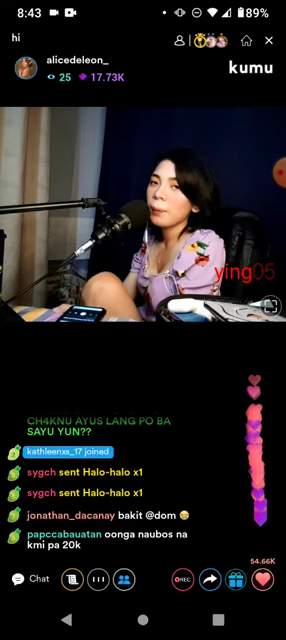 8:43
89%
hi
alicedeleon_
25 17.73K
kumu
ying05
CH4KNU AYUS LANG PO BA
SAYU YUN??
kathleenxs_17 joined
sygch sent Halo-halo x1
sygch sent Halo-halo x1
jonathan_dacanay bakit @dom
papccabauatan oonga naubos na
kmi pa 20k
54.66K
Chat
REC